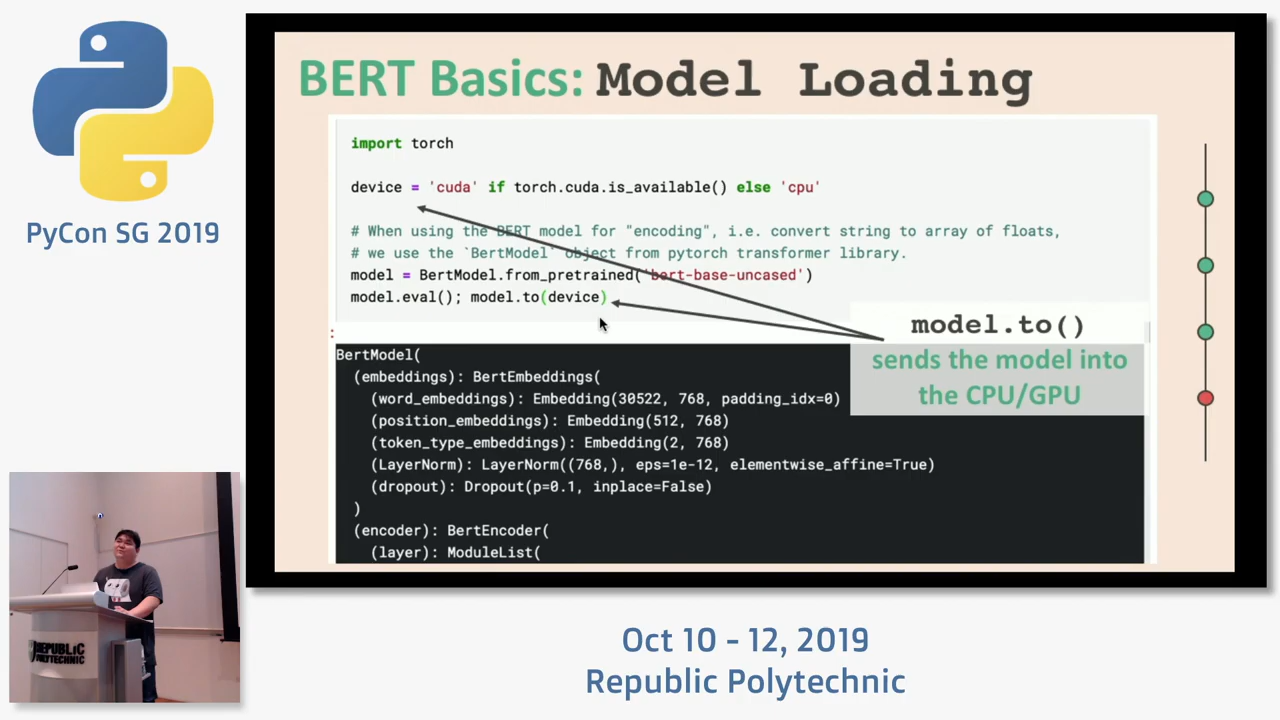 PyCon SG 2019
BERT Basics: Model Loading
import torch
device = 'cuda' if torch.cuda.is_available() else 'cpu'
# When using the BERT model for "encoding", i.e. convert string to array of floats,
# we use the `BertModel` object from pytorch transformer library.
model = BertModel.from_pretrained('bert-base-uncased')
model.eval(); model.to(device)
model.to()
sends the model into
the CPU/GPU
:
BertModel(
(embeddings): BertEmbeddings(
(word_embeddings): Embedding(30522, 768, padding_idx=0)
(position_embeddings): Embedding(512, 768)
(token_type_embeddings): Embedding(2, 768)
(LayerNorm): LayerNorm((768,), eps=1e-12, elementwise_affine=True)
(dropout): Dropout(p=0.1, inplace=False)
)
(encoder): BertEncoder(
(layer): ModuleList(
REPUBLIC
POLYTECHNIC
Oct 10 - 12, 2019
Republic Polytechnic